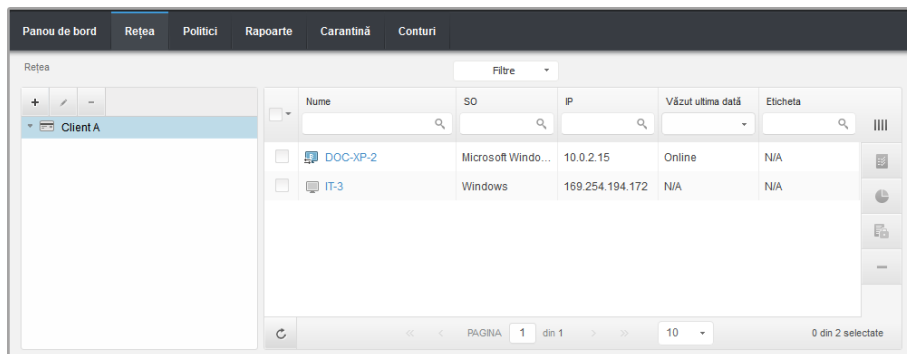 Panou de bord Rețea Politici Rapoarte Carantină Conturi
Rețea Filtre
Client A
Nume SO IP Văzut ultima dată Eticheta
DOC-XP-2 Microsoft Windo... 10.0.2.15 Online N/A
IT-3 Windows 169.254.194.172 N/A N/A
PAGINA 1 din 1 10 0 din 2 selectate